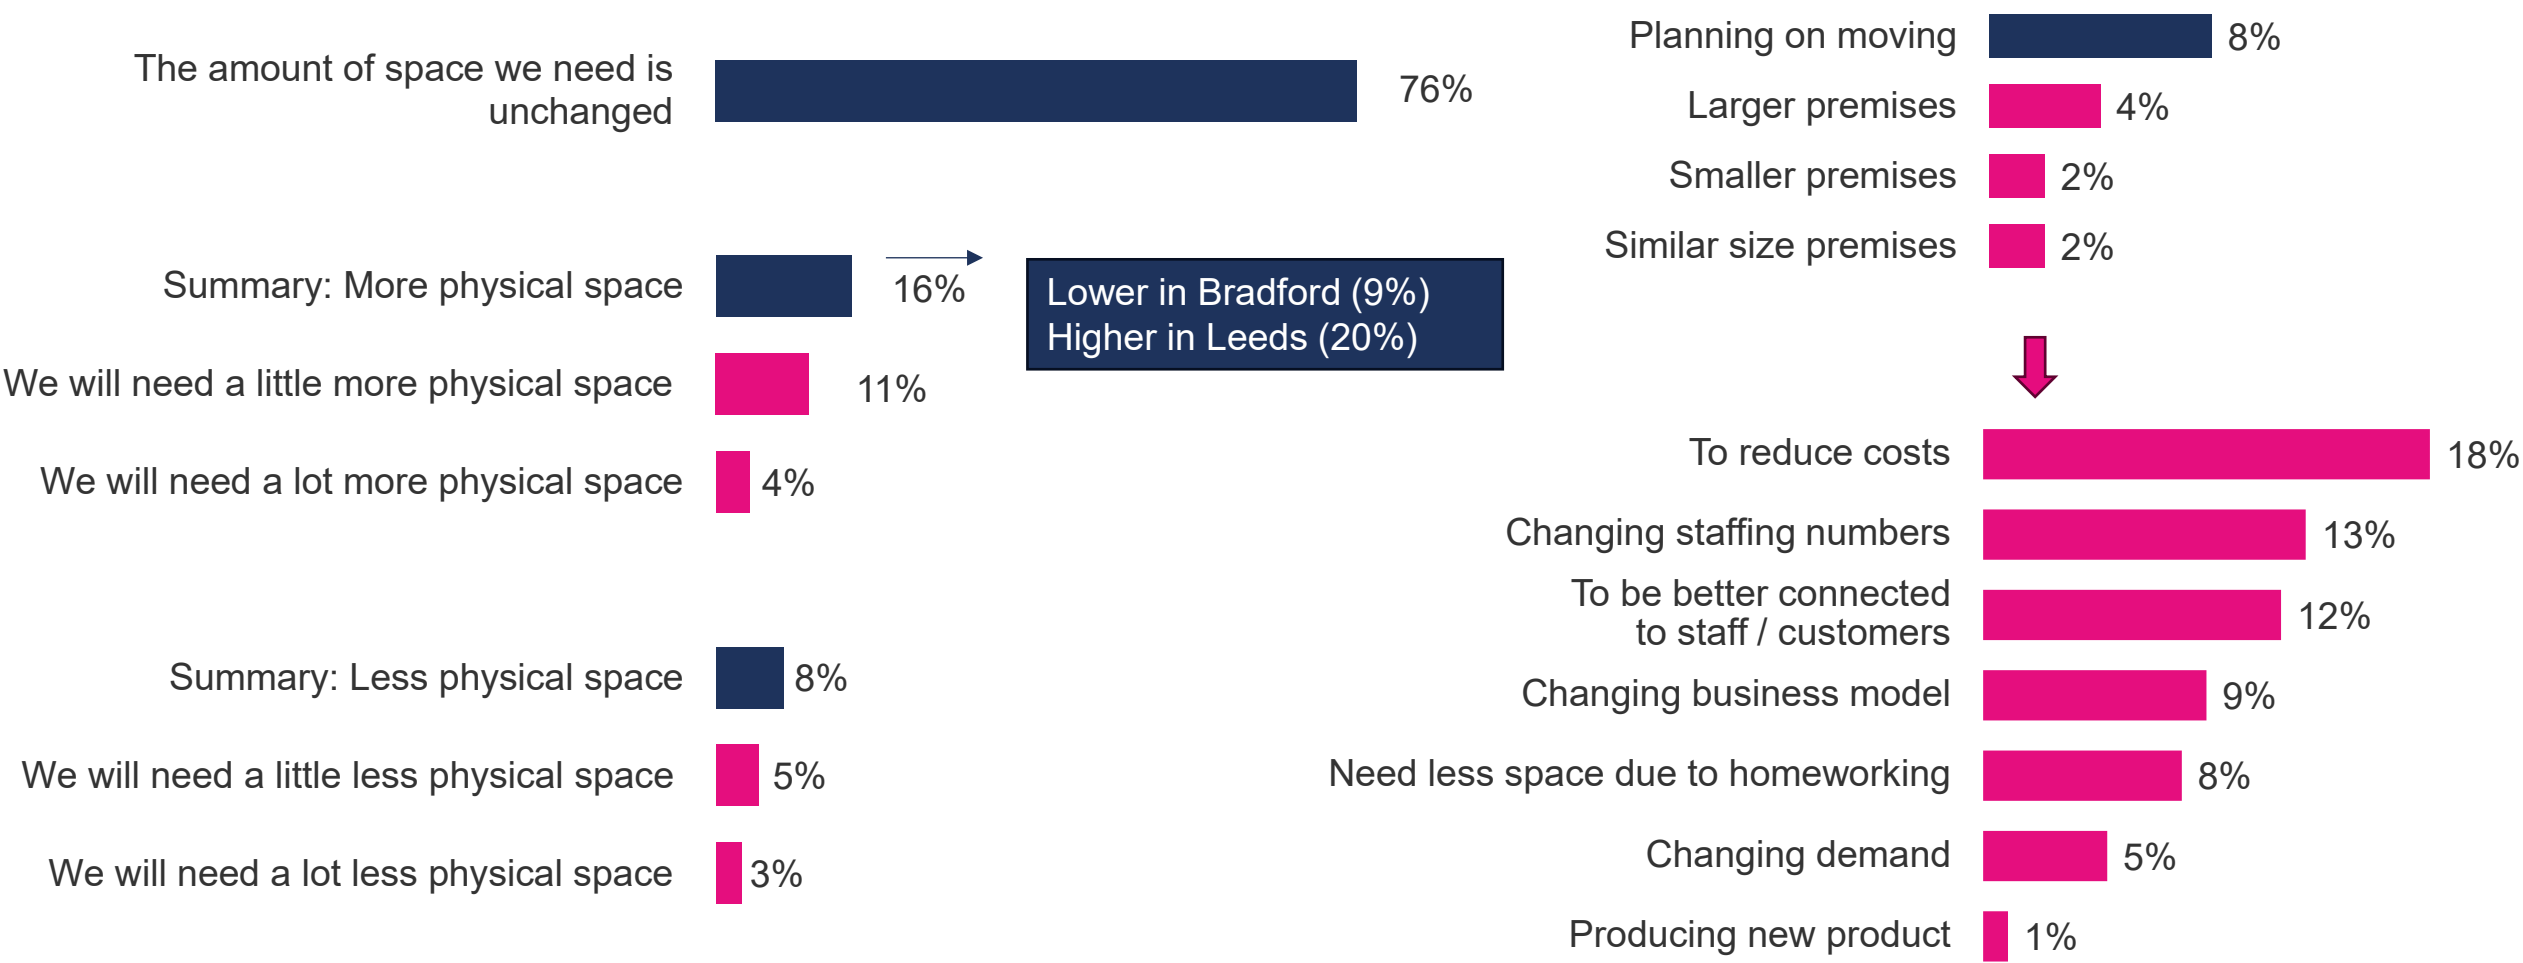 The amount of space we need is
unchanged
76%
Summary: More physical space
16%
Lower in Bradford (9%)
Higher in Leeds (20%)
We will need a little more physical space
11%
We will need a lot more physical space
4%
Summary: Less physical space
8%
We will need a little less physical space
5%
We will need a lot less physical space
3%
Planning on moving
8%
Larger premises
4%
Smaller premises
2%
Similar size premises
2%
To reduce costs
18%
Changing staffing numbers
13%
To be better connected
to staff / customers
12%
Changing business model
9%
Need less space due to homeworking
8%
Changing demand
5%
Producing new product
1%